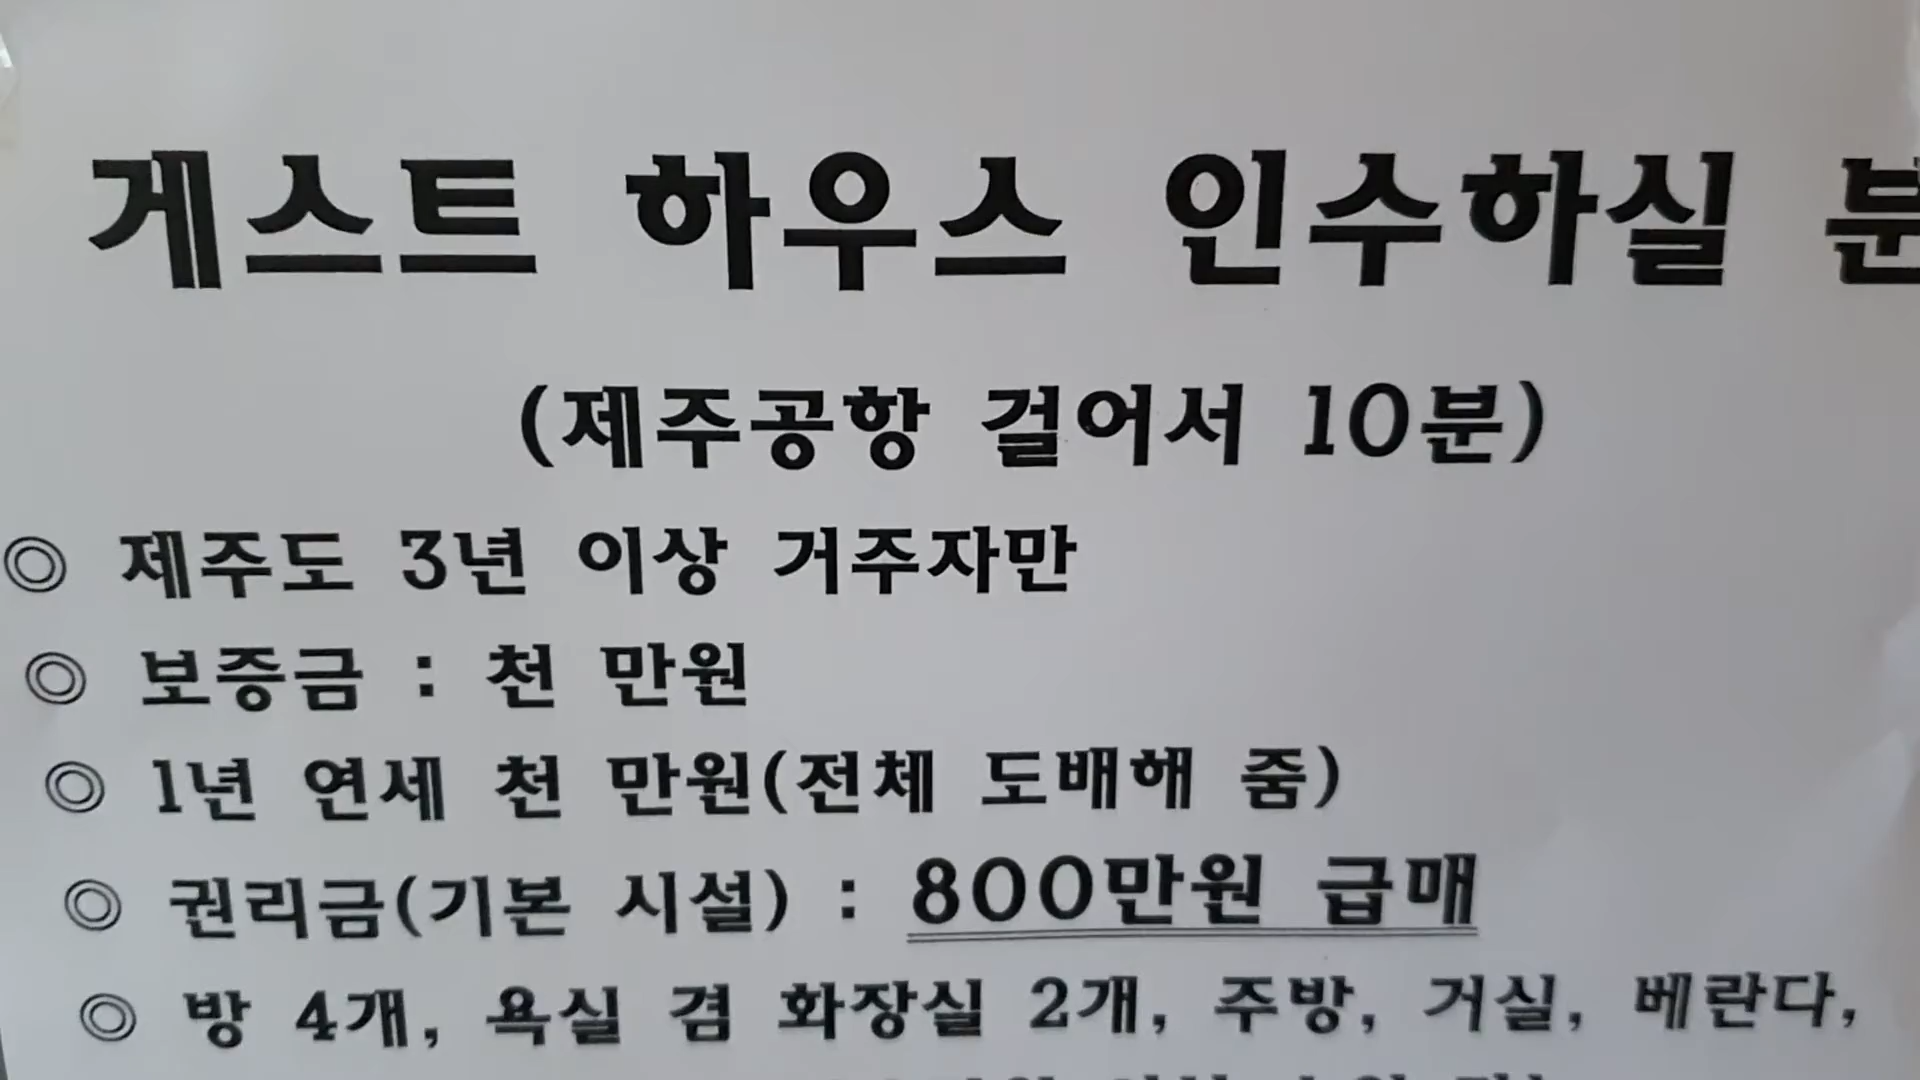 게스트 하우스 인수하실 분
(제주공항 걸어서 10분)
◎ 제주도 3년 이상 거주자만
◎ 보증금 : 천 만원
◎ 1년 연세 천 만원(전체 도배해 줌)
◎ 권리금(기본 시설) : 800만원 급매
◎ 방 4개, 욕실 겸 화장실 2개, 주방, 거실, 베란다,